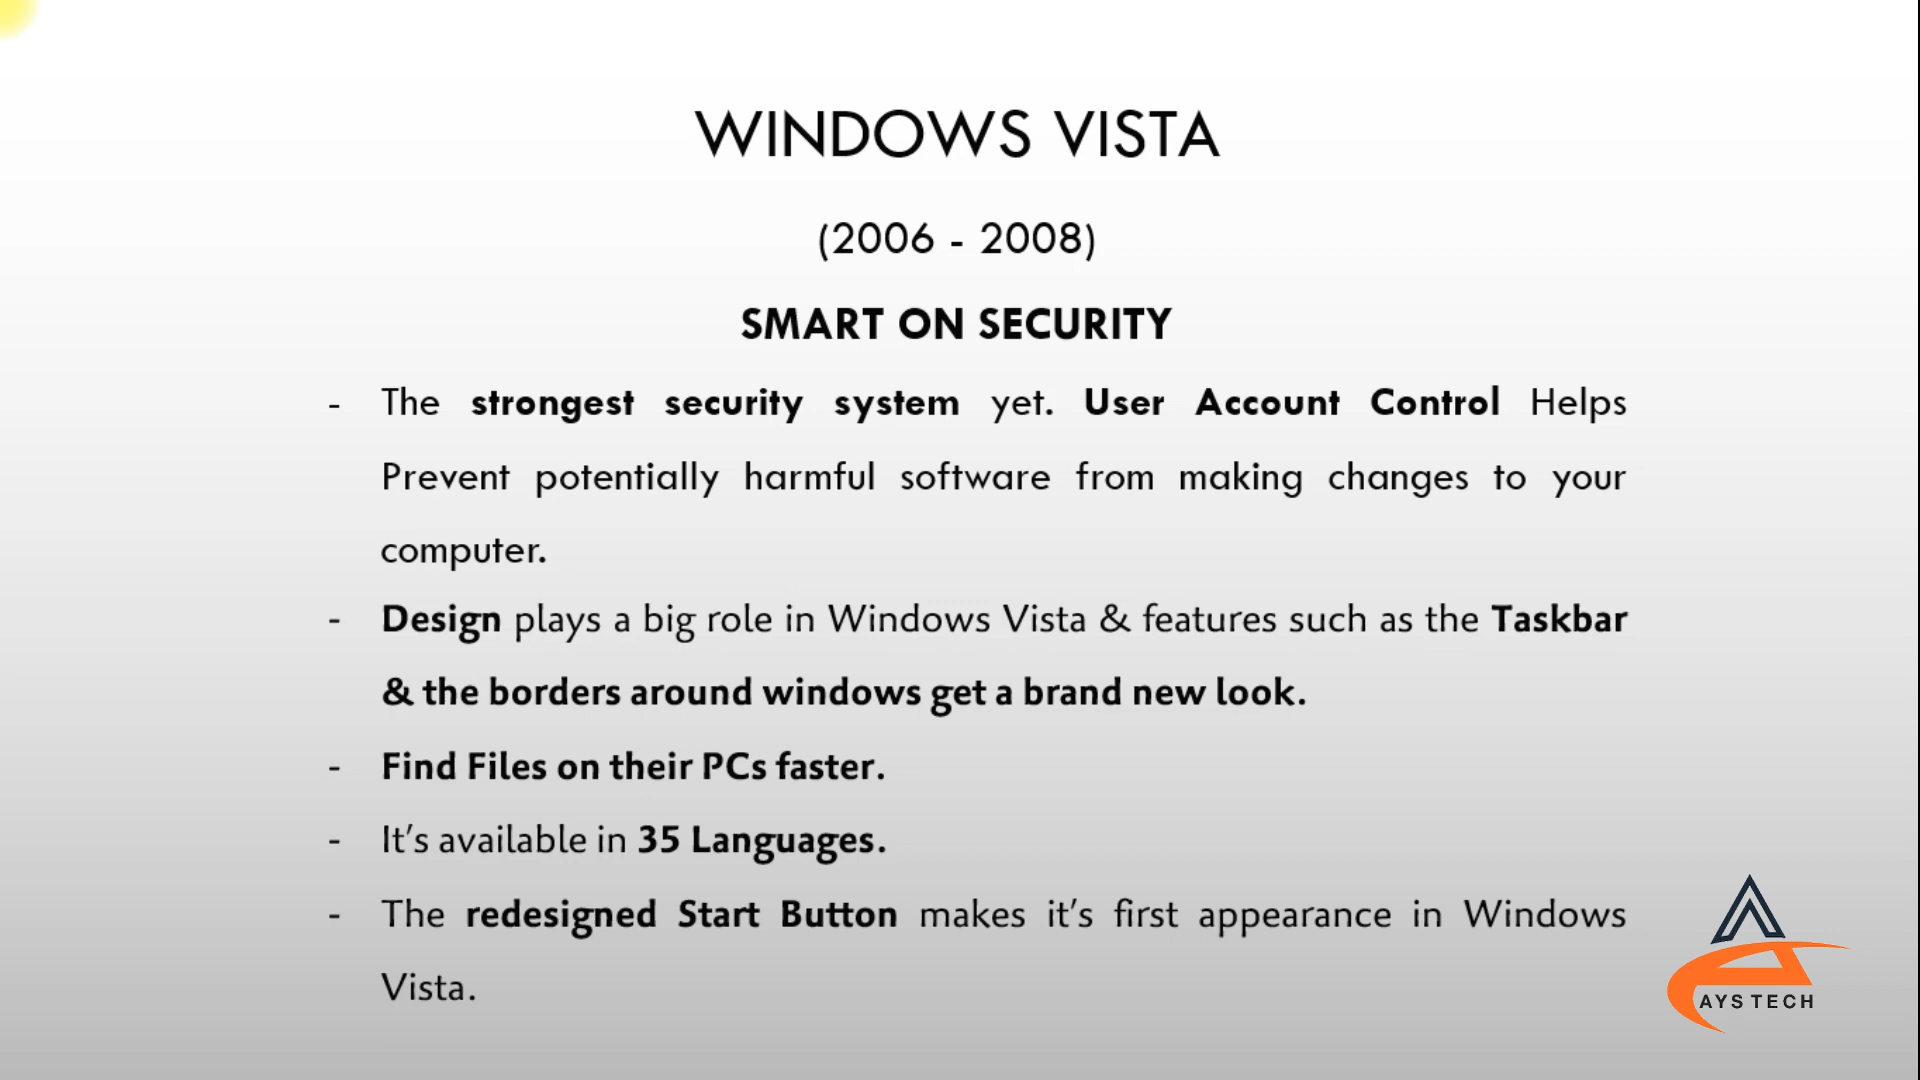 WINDOWS VISTA
(2006 - 2008)
SMART ON SECURITY
- The strongest security system yet. User Account Control Helps
Prevent potentially harmful software from making changes to your
computer.
- Design plays a big role in Windows Vista & features such as the Taskbar
& the borders around windows get a brand new look.
- Find Files on their PCs faster.
- It's available in 35 Languages.
- The redesigned Start Button makes it's first appearance in Windows
Vista.
AYS TECH